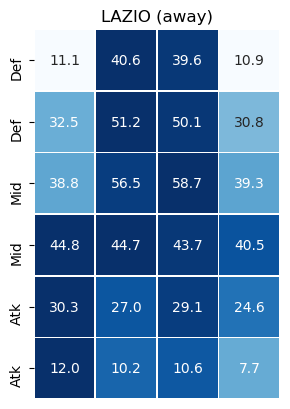 LAZIO (away)
Def 11.1 40.6 39.6 10.9
Def 32.5 51.2 50.1 30.8
Mid 38.8 56.5 58.7 39.3
Mid 44.8 44.7 43.7 40.5
Atk 30.3 27.0 29.1 24.6
Atk 12.0 10.2 10.6 7.7